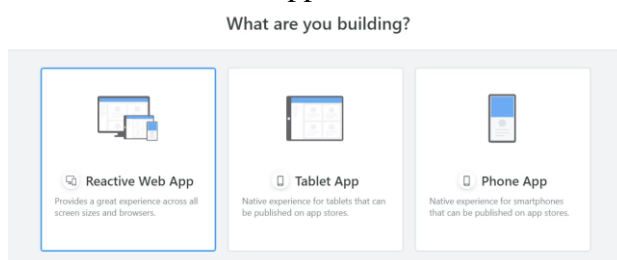 What are you building?
Reactive Web App
Provides a great experience across all
screen sizes and browsers.
Tablet App
Native experience for tablets that can
be published on app stores.
Phone App
Native experience for smartphones
that can be published on app stores.